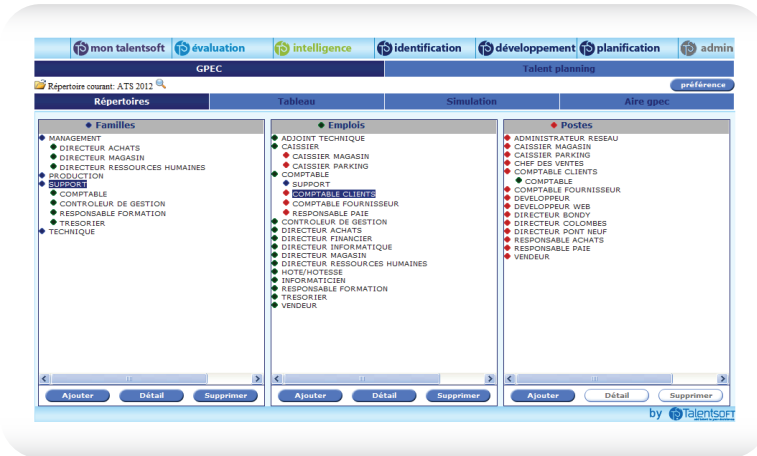 mon talentsoft évaluation intelligence identification développement planification admin
GPEC Talent planning
Répertoire courant: ATS 2012 préférence
Répertoires Tableau Simulation Aire gpec
Familles
MANAGEMENT
DIRECTEUR ACHATS
DIRECTEUR MAGASIN
DIRECTEUR RESSOURCES HUMAINES
PRODUCTION
SUPPORT
COMPTABLE
CONTROLEUR DE GESTION
RESPONSABLE FORMATION
TRESORIER
TECHNIQUE
Ajouter Détail Supprimer
Emplois
ADJOINT TECHNIQUE
CAISSIER
CAISSIER MAGASIN
CAISSIER PARKING
COMPTABLE
SUPPORT
COMPTABLE CLIENTS
COMPTABLE FOURNISSEUR
RESPONSABLE PAIE
CONTROLEUR DE GESTION
DIRECTEUR ACHATS
DIRECTEUR FINANCIER
DIRECTEUR INFORMATIQUE
DIRECTEUR MAGASIN
DIRECTEUR RESSOURCES HUMAINES
HOTE/HOTESSE
INFORMATICIEN
RESPONSABLE FORMATION
TRESORIER
VENDEUR
Ajouter Détail Supprimer
Postes
ADMINISTRATEUR RESEAU
CAISSIER MAGASIN
CAISSIER PARKING
CHEF DES VENTES
COMPTABLE CLIENTS
COMPTABLE
COMPTABLE FOURNISSEUR
DEVELOPPEUR
DEVELOPPEUR WEB
DIRECTEUR BONDY
DIRECTEUR COLOMBES
DIRECTEUR PONT NEUF
RESPONSABLE ACHATS
RESPONSABLE PAIE
VENDEUR
Ajouter Détail Supprimer
by TalentSOFT